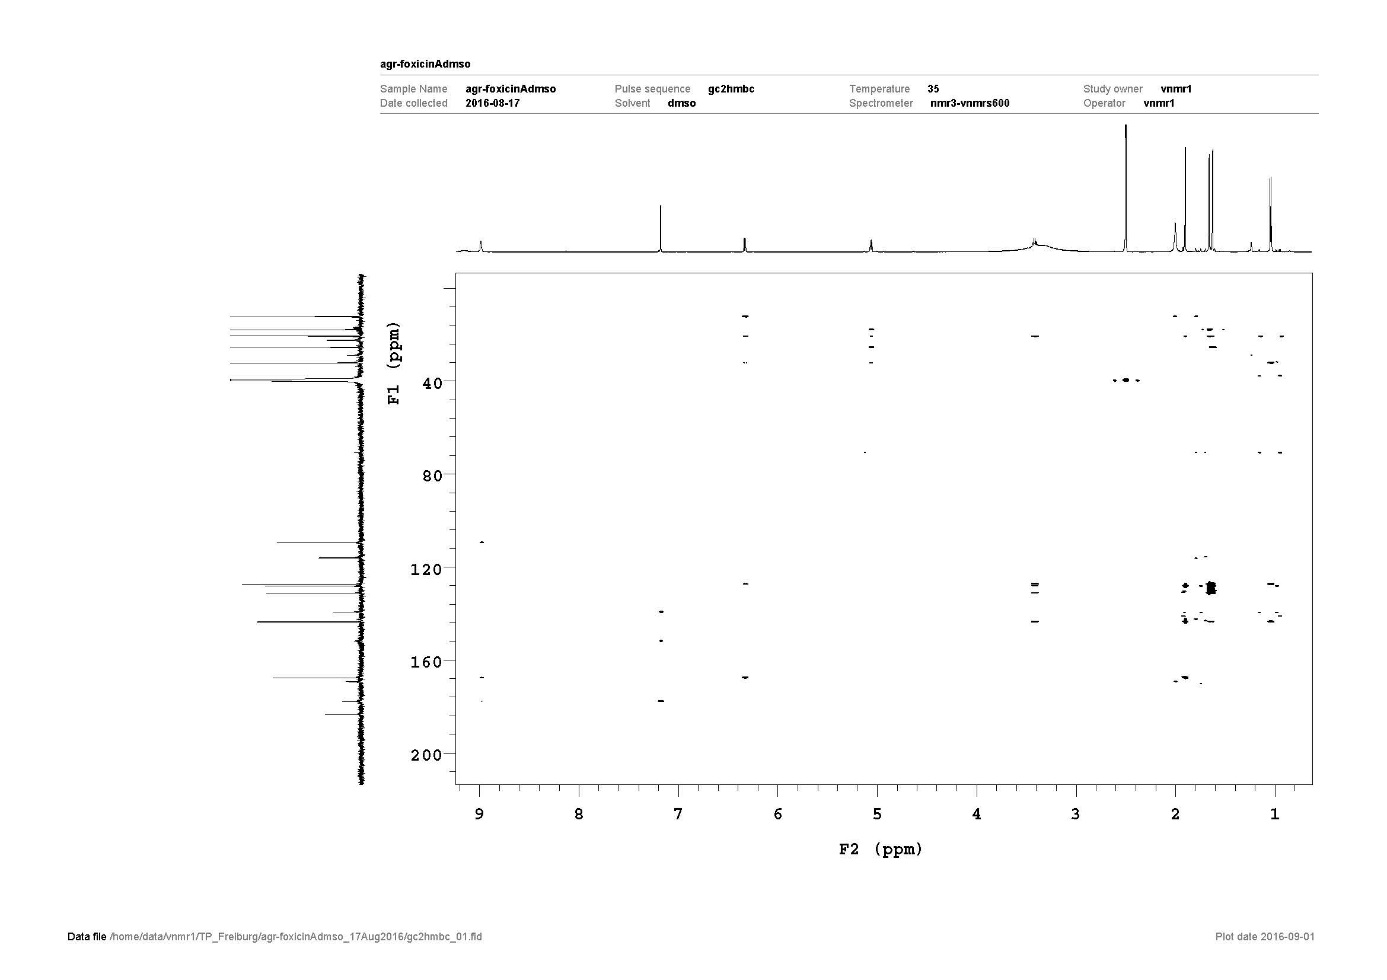 agr-foxicinAdmso
Sample Name agr-foxicinAdmso Pulse sequence gc2hmbc Temperature 35 Study owner vnmr1
Date collected 2016-08-17 Solvent dmso Spectrometer nmr3-vnmrs600 Operator vnmr1
F1 (ppm)
40
80
120
160
200
9 8 7 6 5 4 3 2 1
F2 (ppm)
Data file /home/data/vnmr1/TP_Freiburg/agr-foxicinAdmso_17Aug2016/gc2hmbc_01.fid Plot date 2016-09-01